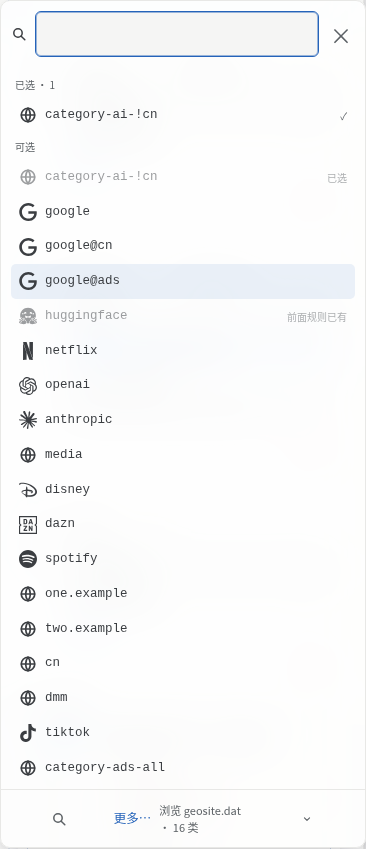 已选 · 1
category-ai-!cn ✓
可选
category-ai-!cn 已选
google
google@cn
google@ads
huggingface 前面规则已有
netflix
openai
anthropic
media
disney
DAZN dazn
spotify
one.example
two.example
cn
dmm
tiktok
category-ads-all
更多… 浏览 geosite.dat
· 16 类